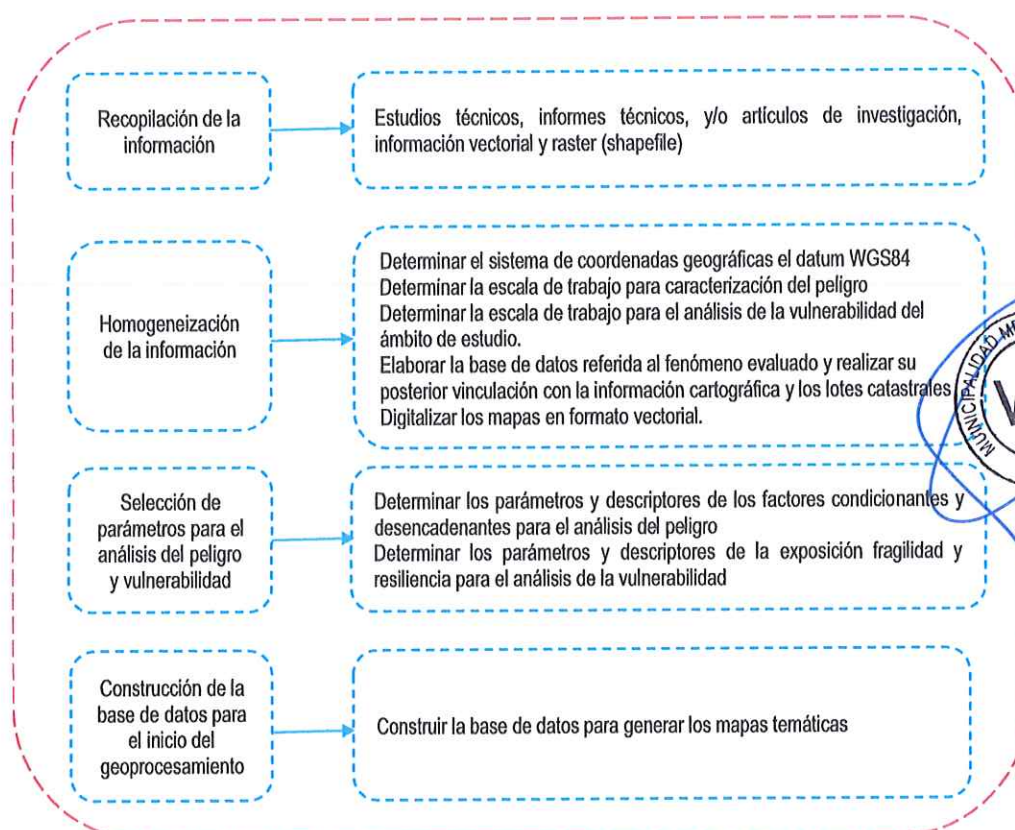 Recopilación de la
información
Estudios técnicos, informes técnicos, y/o artículos de investigación,
información vectorial y raster (shapefile)
Homogeneización
de la información
Determinar el sistema de coordenadas geográficas el datum WGS84
Determinar la escala de trabajo para caracterización del peligro
Determinar la escala de trabajo para el análisis de la vulnerabilidad del
ámbito de estudio.
Elaborar la base de datos referida al fenómeno evaluado y realizar su
posterior vinculación con la información cartográfica y los lotes catastrales
Digitalizar los mapas en formato vectorial.
MUNICIPALIDAD
Selección de
parámetros para el
análisis del peligro
y vulnerabilidad
Determinar los parámetros y descriptores de los factores condicionantes y
desencadenantes para el análisis del peligro
Determinar los parámetros y descriptores de la exposición fragilidad y
resiliencia para el análisis de la vulnerabilidad
Construcción de la
base de datos para
el inicio del
geoprocesamiento
Construir la base de datos para generar los mapas temáticas